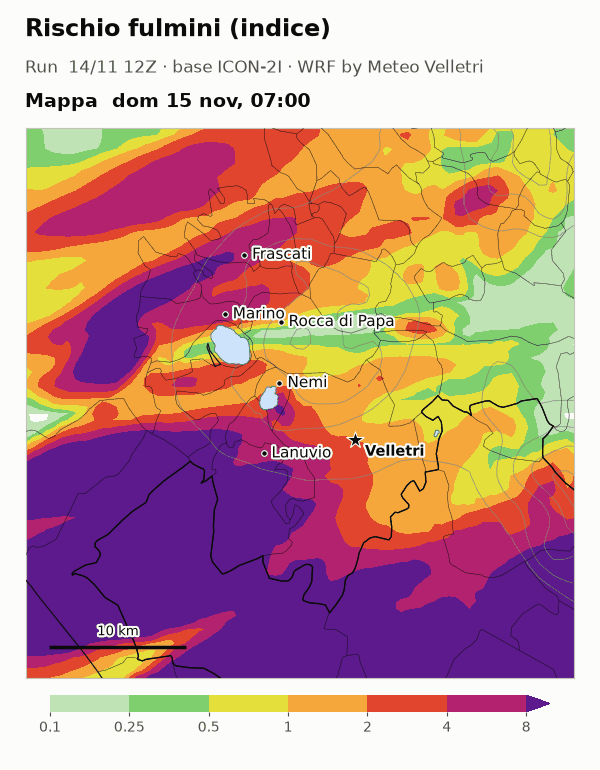 Rischio fulmini (indice)
Run  14/11 12Z · base ICON-2I · WRF by Meteo Velletri
Mappa  dom 15 nov, 07:00
Frascati
Marino
Rocca di Papa
Nemi
Velletri
Lanuvio
10 km
0.1 0.25 0.5 1 2 4 8